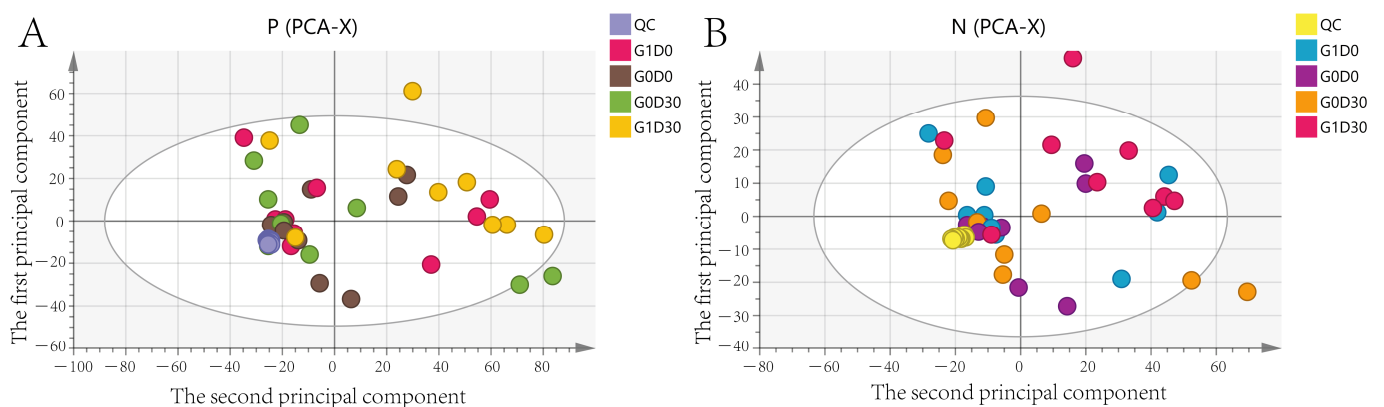 A
P (PCA-X)
QC
G1D0
G0D0
G0D30
G1D30
The first principal component
60
40
20
0
−20
−40
−60
−100
−80
−60
−40
−20
0
20
40
60
80
The second principal component
B
N (PCA-X)
QC
G1D0
G0D0
G0D30
G1D30
The first principal component
40
30
20
10
0
−10
−20
−30
−40
−80
−60
−40
−20
0
20
40
60
The second principal component